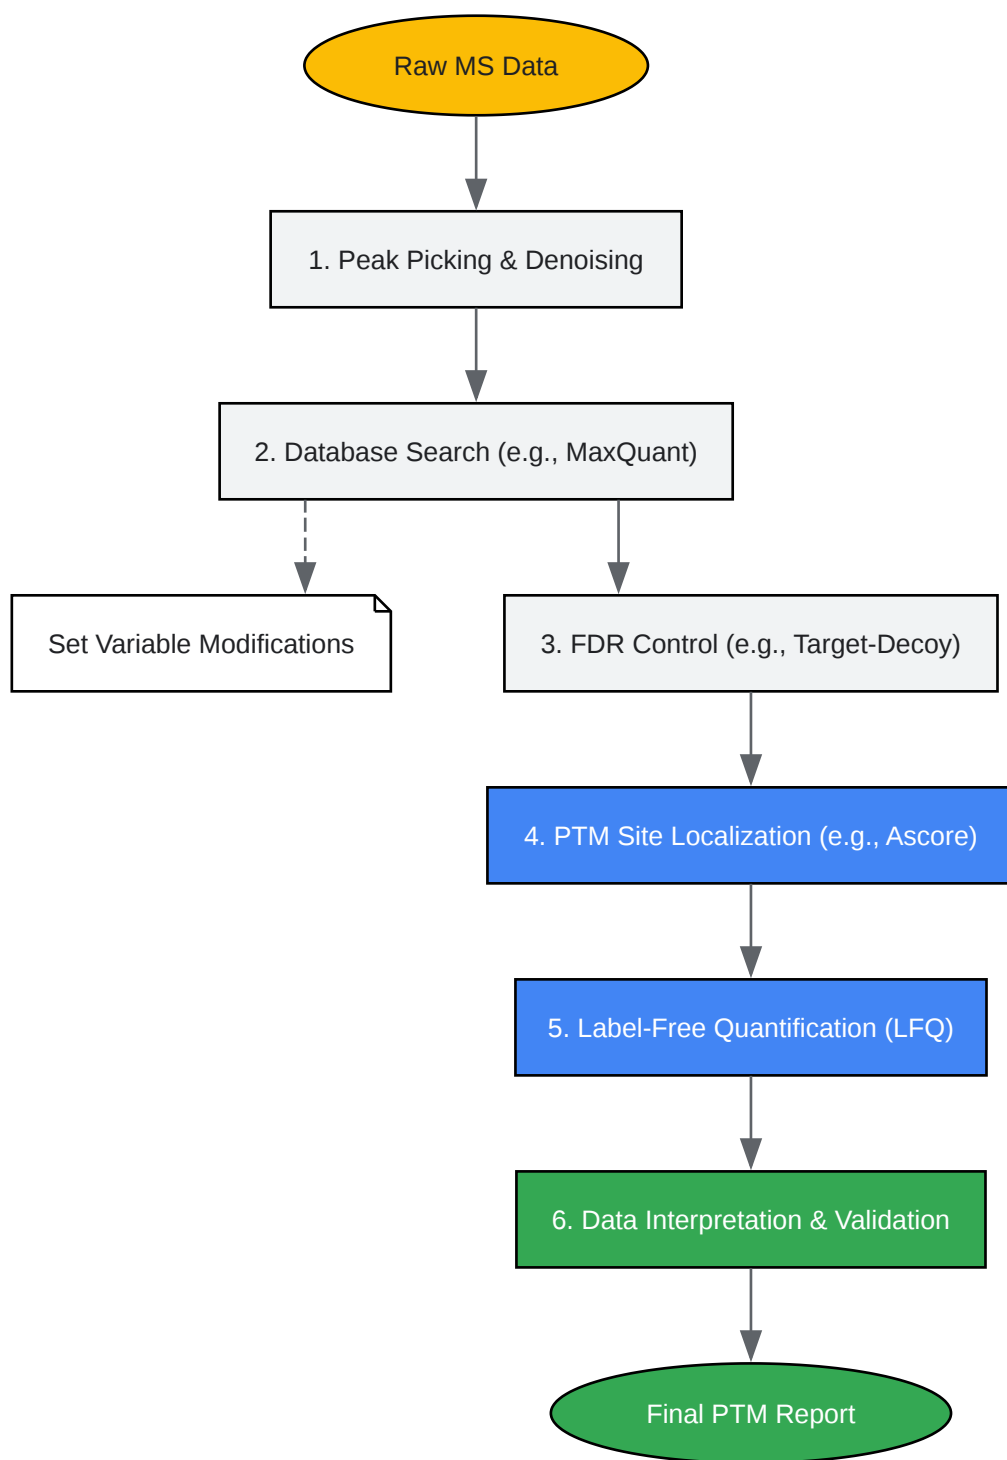 Raw MS Data
1. Peak Picking & Denoising
2. Database Search (e.g., MaxQuant)
Set Variable Modifications
3. FDR Control (e.g., Target-Decoy)
4. PTM Site Localization (e.g., Ascore)
5. Label-Free Quantification (LFQ)
6. Data Interpretation & Validation
Final PTM Report